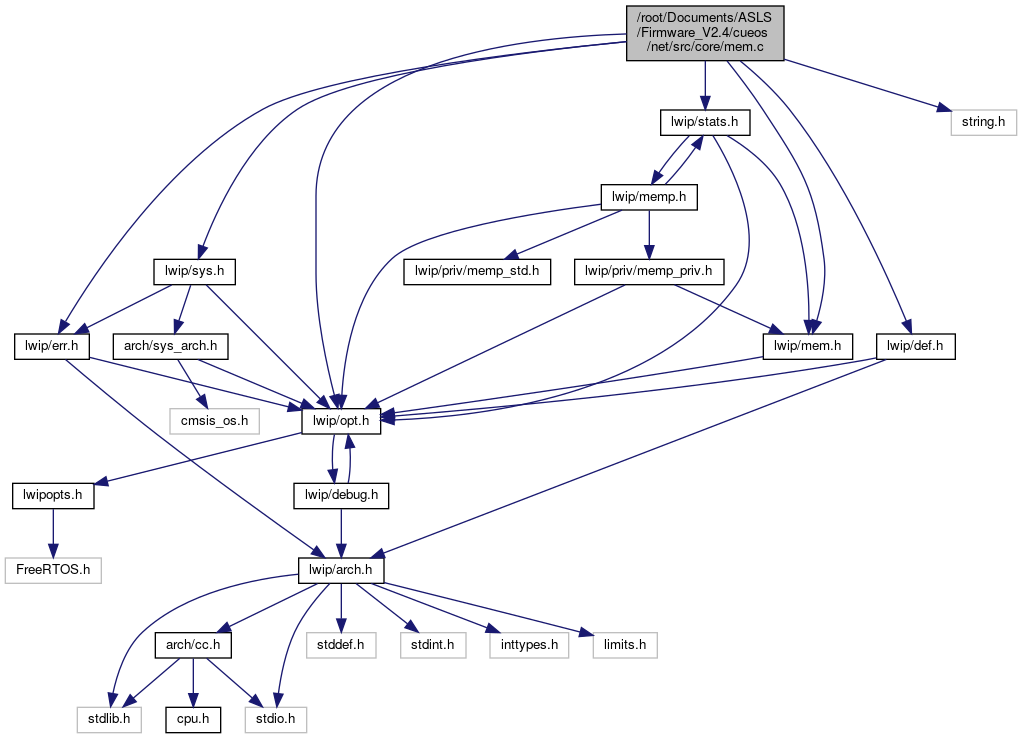 /root/Documents/ASLS
/Firmware_V2.4/cueos
/net/src/core/mem.c
lwip/stats.h
string.h
lwip/memp.h
lwip/sys.h
lwip/priv/memp_std.h
lwip/priv/memp_priv.h
lwip/err.h
arch/sys_arch.h
lwip/mem.h
lwip/def.h
cmsis_os.h
lwip/opt.h
lwipopts.h
lwip/debug.h
FreeRTOS.h
lwip/arch.h
arch/cc.h
stddef.h
stdint.h
inttypes.h
limits.h
stdlib.h
cpu.h
stdio.h